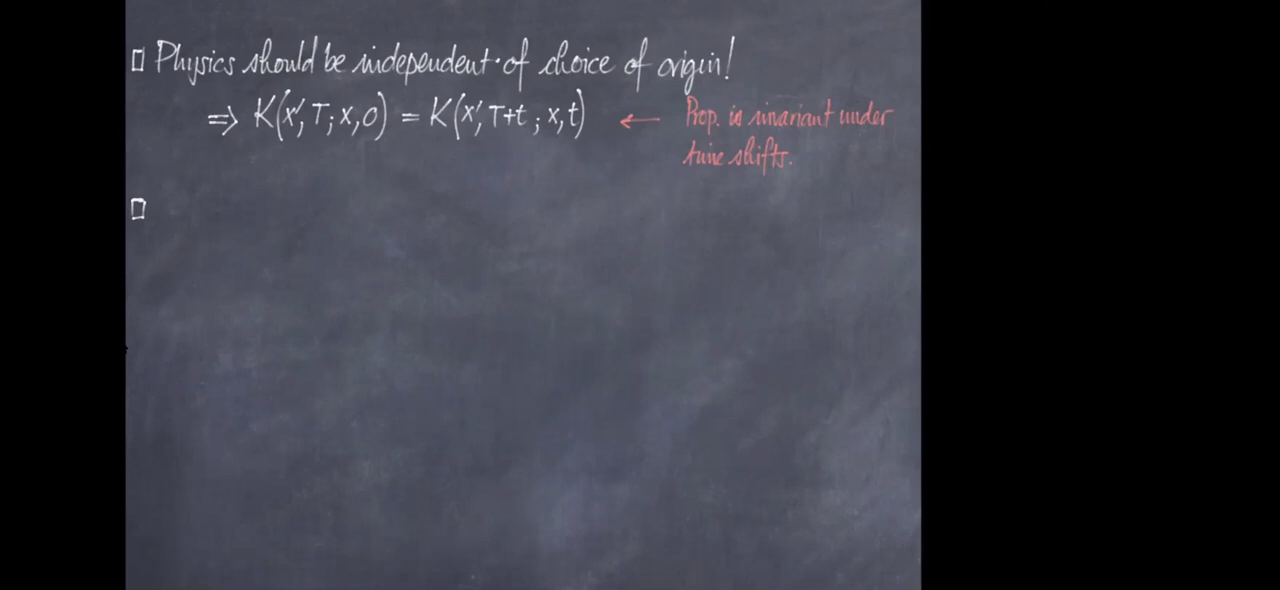 Physics should be independent of choice of origin!
⇒ K(x', T; x, 0) = K(x', T+t ; x, t) ← Prop. is invariant under
time shifts.